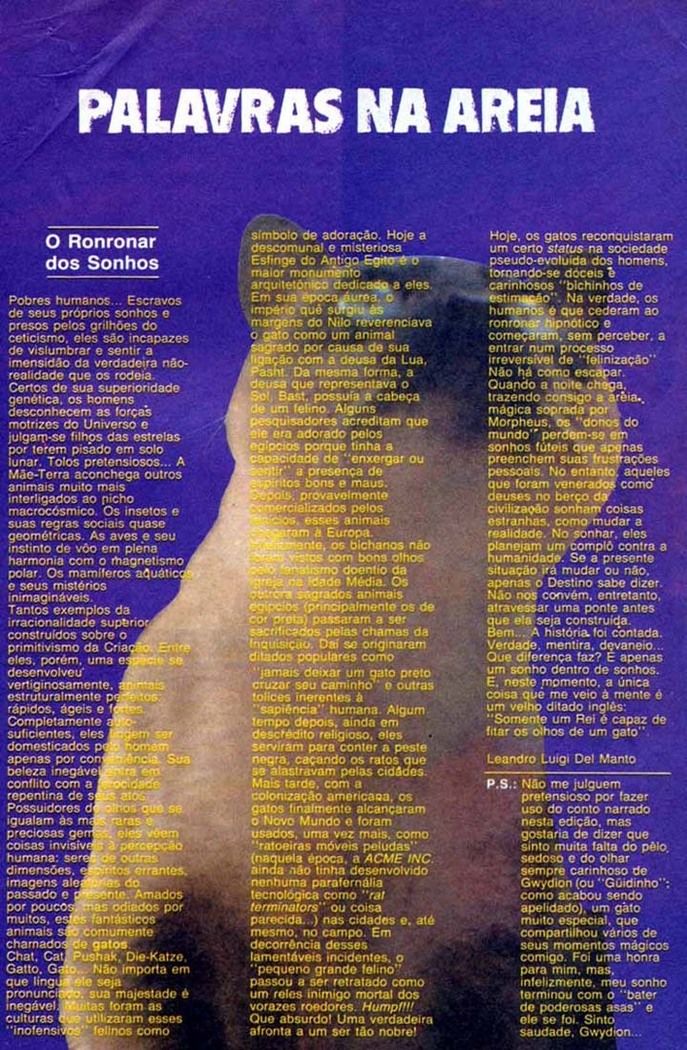 PALAVRAS NA AREIA
O Ronronar
dos Sonhos
Pobres humanos... Escravos
de seus próprios sonhos e
presos pelos grilhões do
ceticismo, eles são incapazes
de vislumbrar e sentir a
imensidão da verdadeira não-
realidade que os rodeia.
Certos de sua superioridade
genética, os homens
desconhecem as forças
motrizes do Universo e
julgam-se filhos das estrelas
por terem pisado em solo
lunar. Tolos pretensiosos... A
Mãe-Terra aconchega outros
animais muito mais
interligados ao nicho
macrocósmico. Os insetos e
suas regras sociais quase
geométricas. As aves e seu
instinto de vôo em plena
harmonia com o magnetismo
polar. Os mamíferos aquáticos
e seus mistérios
inimagináveis.
Tantos exemplos da
irracionalidade superior
construídos sobre o
primitivismo da Criação. Entre
eles, porém, uma espécie se
desenvolveu
vertiginosamente, animais
estruturalmente perfeitos:
rápidos, ágeis e fortes.
Completamente auto-
suficientes, eles fingem ser
domesticados pelo homem
apenas por conveniência. Sua
beleza inegável entra em
conflito com a ferocidade
repentina de seus atos.
Possuidores de olhos que se
igualam às mais raras e
preciosas gemas, eles vêem
coisas invisíveis à percepção
humana: seres de outras
dimensões, espíritos errantes,
imagens aleatórias do
passado e presente. Amados
por poucos, mas odiados por
muitos, estes fantásticos
animais são comumente
chamados de gatos.
Chat, Cat, Pushak, Die-Katze,
Gatto, Gato... Não importa em
que língua ele seja
pronunciado, sua majestade é
inegável. Muitas foram as
culturas que utilizaram esses
"inofensivos" felinos como
símbolo de adoração. Hoje a
descomunal e misteriosa
Esfinge do Antigo Egito é o
maior monumento
arquitetônico dedicado a eles.
Em sua época áurea, o
império que surgiu às
margens do Nilo reverenciava
o gato como um animal
sagrado por causa de sua
ligação com a deusa da Lua,
Pasht. Da mesma forma, a
deusa que representava o
Sol, Bast, possuía a cabeça
de um felino. Alguns
pesquisadores acreditam que
ele era adorado pelos
egípcios porque tinha a
capacidade de "enxergar ou
sentir" a presença de
espíritos bons e maus.
Depois, provavelmente
comercializados pelos
fenícios, esses animais
chegaram à Europa.
Infelizmente, os bichanos não
foram vistos com bons olhos
pelo fanatismo doentio da
Igreja na Idade Média. Os
outrora sagrados animais
egípcios (principalmente os de
cor preta) passaram a ser
sacrificados pelas chamas da
Inquisição. Daí se originaram
ditados populares como
"jamais deixar um gato preto
cruzar seu caminho" e outras
tolices inerentes à
"sapiência" humana. Algum
tempo depois, ainda em
descrédito religioso, eles
serviram para conter a peste
negra, caçando os ratos que
se alastravam pelas cidades.
Mais tarde, com a
colonização americana, os
gatos finalmente alcançaram
o Novo Mundo e foram
usados, uma vez mais, como
"ratoeiras móveis peludas"
(naquela época, a ACME INC.
ainda não tinha desenvolvido
nenhuma parafernália
tecnológica como "rat
terminators" ou coisa
parecida...) nas cidades e, até
mesmo, no campo. Em
decorrência desses
lamentáveis incidentes, o
"pequeno grande felino"
passou a ser retratado como
um reles inimigo mortal dos
vorazes roedores. Humpf!!!!
Que absurdo! Uma verdadeira
afronta a um ser tão nobre!
Hoje, os gatos reconquistaram
um certo status na sociedade
pseudo-evoluída dos homens,
tornando-se dóceis e
carinhosos "bichinhos de
estimação". Na verdade, os
humanos é que cederam ao
ronronar hipnótico e
começaram, sem perceber, a
entrar num processo
irreversível de "felinização"
Não há como escapar.
Quando a noite chega,
trazendo consigo a areia
mágica soprada por
Morpheus, os "donos do
mundo" perdem-se em
sonhos fúteis que apenas
preenchem suas frustrações
pessoais. No entanto, aqueles
que foram venerados como
deuses no berço da
civilização sonham coisas
estranhas, como mudar a
realidade. No sonhar, eles
planejam um complô contra a
humanidade. Se a presente
situação irá mudar ou não,
apenas o Destino sabe dizer.
Não nos convém, entretanto,
atravessar uma ponte antes
que ela seja construída.
Bem... A história foi contada.
Verdade, mentira, devaneio...
Que diferença faz? É apenas
um sonho dentro de sonhos.
E, neste momento, a única
coisa que me veio à mente é
um velho ditado inglês:
"Somente um Rei é capaz de
fitar os olhos de um gato".
Leandro Luigi Del Manto
P.S.: Não me julguem
pretensioso por fazer
uso do conto narrado
nesta edição, mas
gostaria de dizer que
sinto muita falta do pêlo,
sedoso e do olhar
sempre carinhoso de
Gwydion (ou "Güidinho";
como acabou sendo
apelidado), um gato
muito especial, que
compartilhou vários de
seus momentos mágicos
comigo. Foi uma honra
para mim, mas,
infelizmente, meu sonho
terminou com o "bater
de poderosas asas" e
ele se foi. Sinto
saudade, Gwydion...